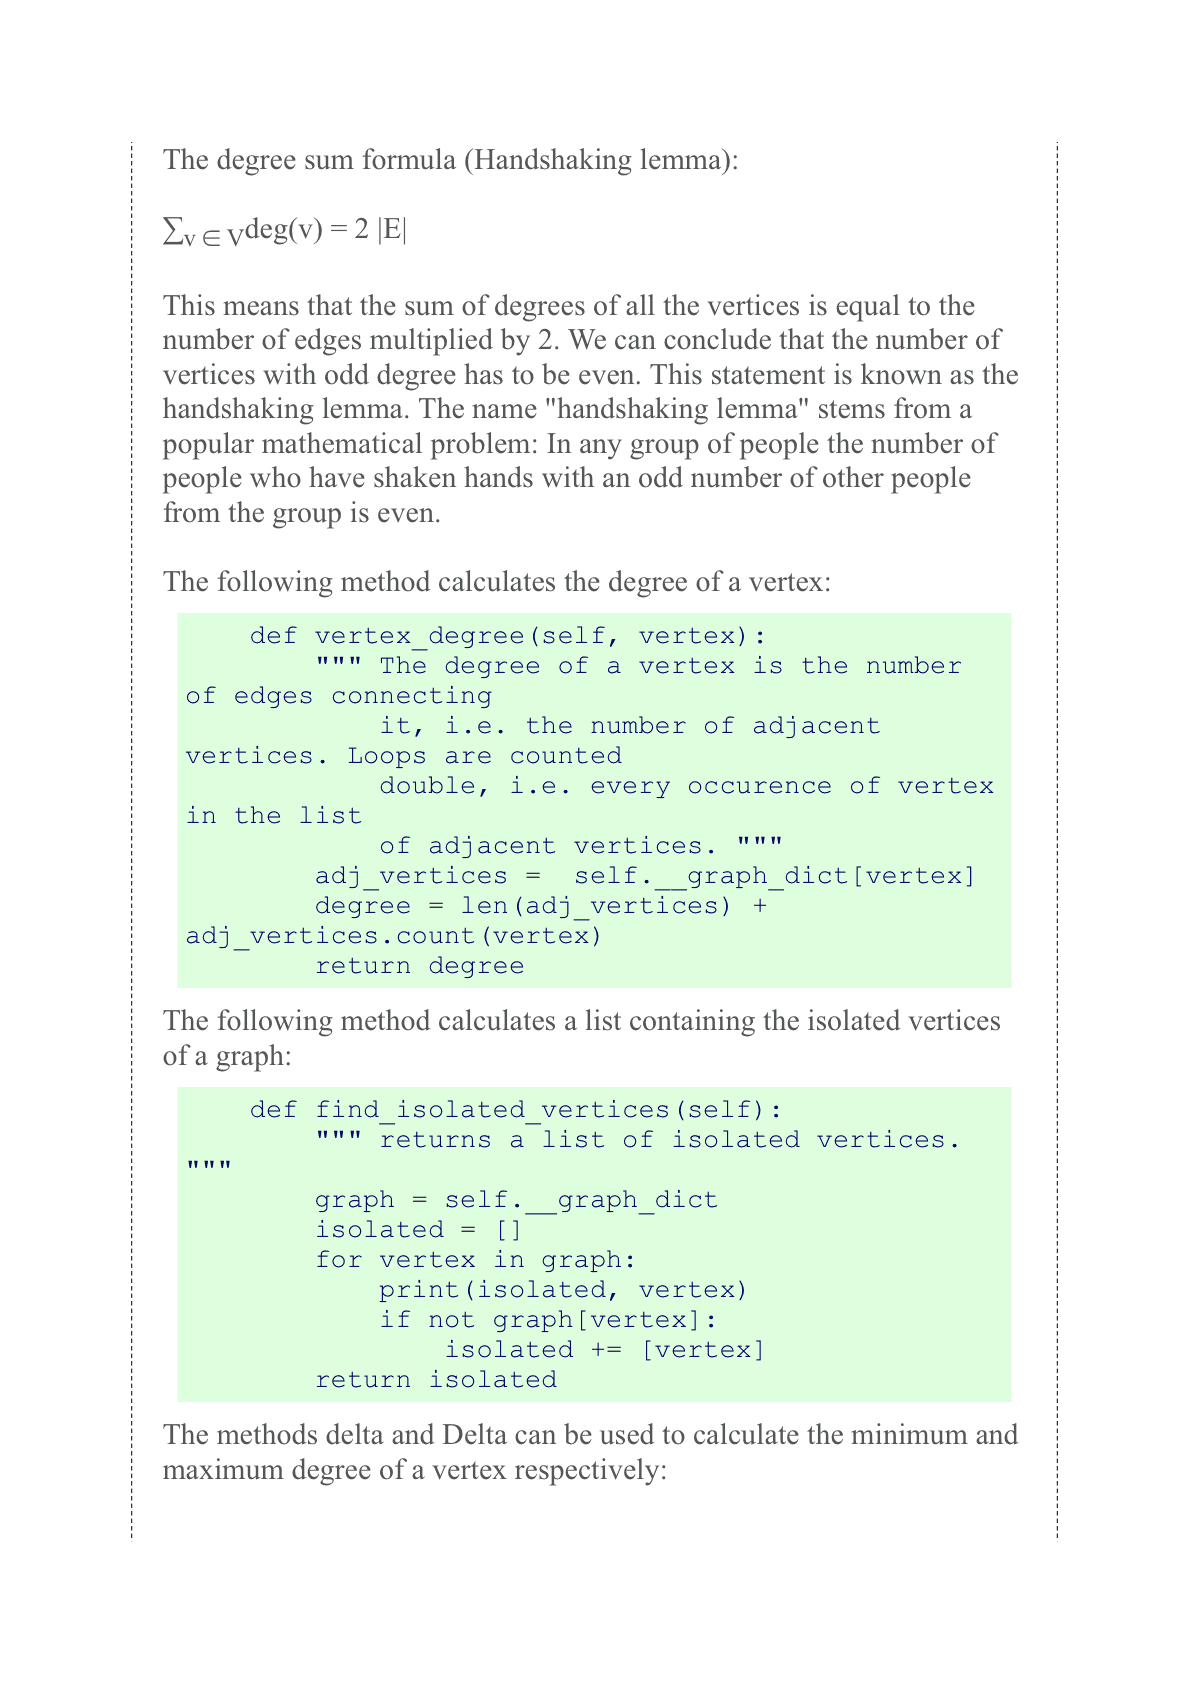 The degree sum formula (Handshaking lemma):
∑v ∈ Vdeg(v) = 2 |E|
This means that the sum of degrees of all the vertices is equal to the
number of edges multiplied by 2. We can conclude that the number of
vertices with odd degree has to be even. This statement is known as the
handshaking lemma. The name "handshaking lemma" stems from a
popular mathematical problem: In any group of people the number of
people who have shaken hands with an odd number of other people
from the group is even.
The following method calculates the degree of a vertex:
    def vertex_degree(self, vertex):
        """ The degree of a vertex is the number
of edges connecting
            it, i.e. the number of adjacent
vertices. Loops are counted
            double, i.e. every occurence of vertex
in the list
            of adjacent vertices. """
        adj_vertices =  self.__graph_dict[vertex]
        degree = len(adj_vertices) +
adj_vertices.count(vertex)
        return degree
The following method calculates a list containing the isolated vertices
of a graph:
    def find_isolated_vertices(self):
        """ returns a list of isolated vertices.
"""
        graph = self.__graph_dict
        isolated = []
        for vertex in graph:
            print(isolated, vertex)
            if not graph[vertex]:
                isolated += [vertex]
        return isolated
The methods delta and Delta can be used to calculate the minimum and
maximum degree of a vertex respectively: